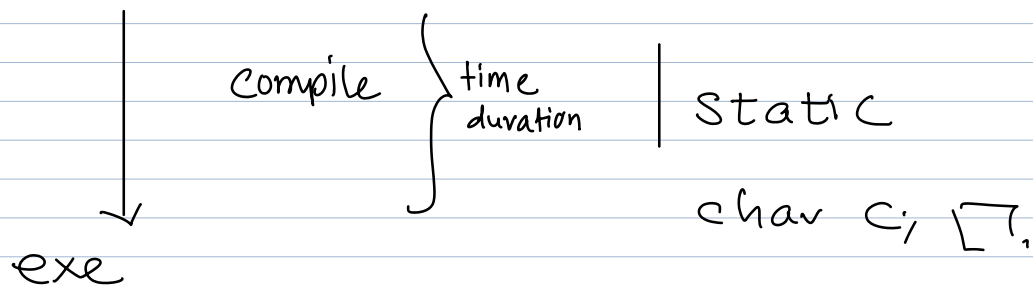 compile } time
duration
static
char c; [].
exe